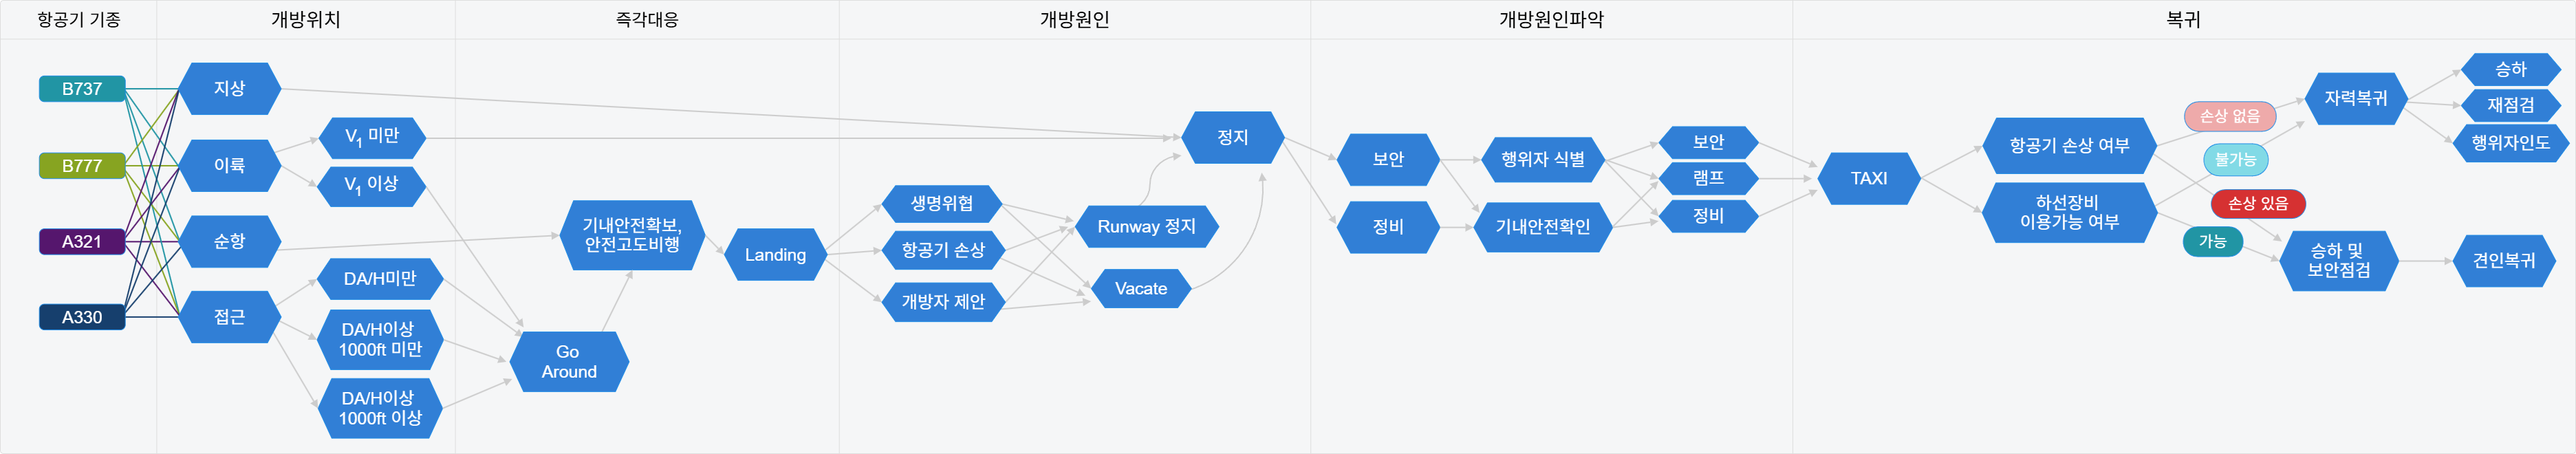 항공기 기종
개방위치
즉각대응
개방원인
개방원인파악
복귀
B737
B777
A321
A330
지상
이륙
순항
접근
V1 미만
V1 이상
DA/H미만
DA/H이상
1000ft 미만
DA/H이상
1000ft 이상
기내안전확보,
안전고도비행
Go
Around
Landing
생명위협
항공기 손상
개방자 제안
Runway 정지
Vacate
정지
보안
정비
행위자 식별
기내안전확인
보안
램프
정비
TAXI
항공기 손상 여부
하선장비
이용가능 여부
손상 없음
불가능
손상 있음
가능
자력복귀
승하 및
보안점검
승하
재점검
행위자인도
견인복귀